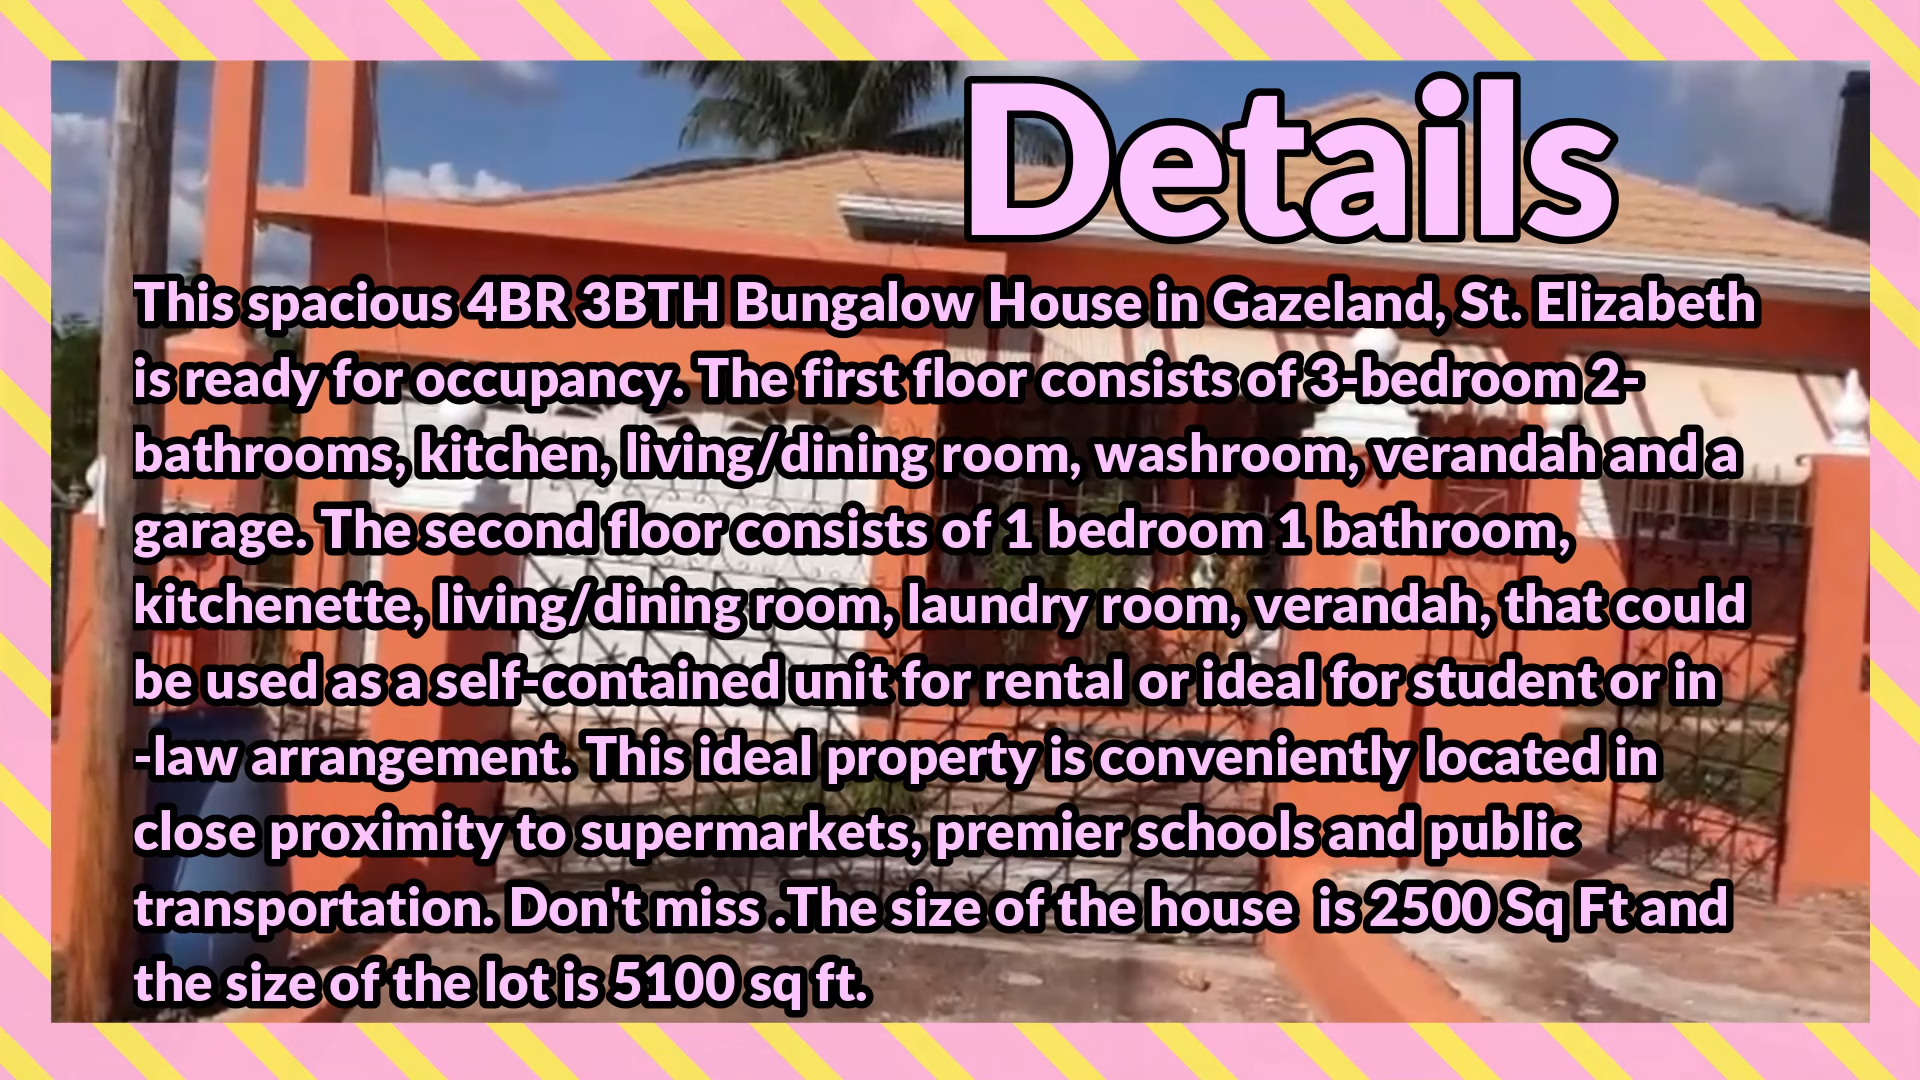 Details
This spacious 4BR 3BTH Bungalow House in Gazeland, St. Elizabeth
is ready for occupancy. The first floor consists of 3-bedroom 2-
bathrooms, kitchen, living/dining room, washroom, verandah and a
garage. The second floor consists of 1 bedroom 1 bathroom,
kitchenette, living/dining room, laundry room, verandah, that could
be used as a self-contained unit for rental or ideal for student or in
-law arrangement. This ideal property is conveniently located in
close proximity to supermarkets, premier schools and public
transportation. Don't miss .The size of the house  is 2500 Sq Ft and
the size of the lot is 5100 sq ft.